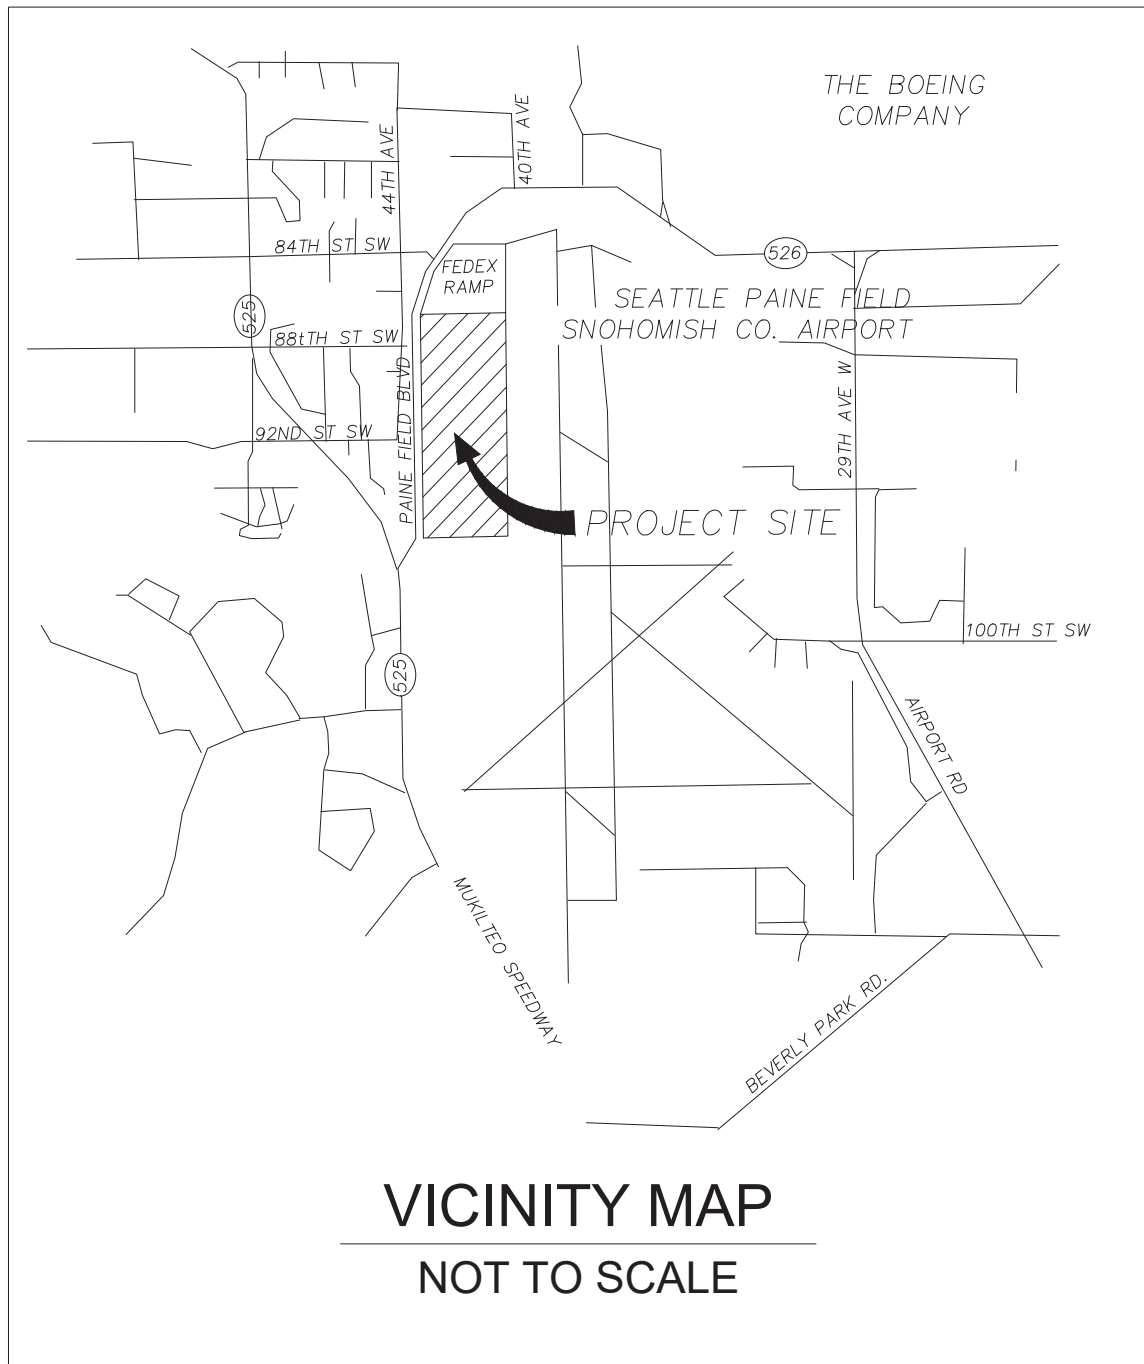 THE BOEING
COMPANY
40TH AVE
44TH AVE
84TH ST SW
FEDEX
RAMP
526
525
SEATTLE PAINE FIELD
SNOHOMISH CO. AIRPORT
88tTH ST SW
PAINE FIELD BLVD
29TH AVE W
92ND ST SW
PROJECT SITE
100TH ST SW
525
AIRPORT RD
MUKILTEO SPEEDWAY
BEVERLY PARK RD.
VICINITY MAP
NOT TO SCALE